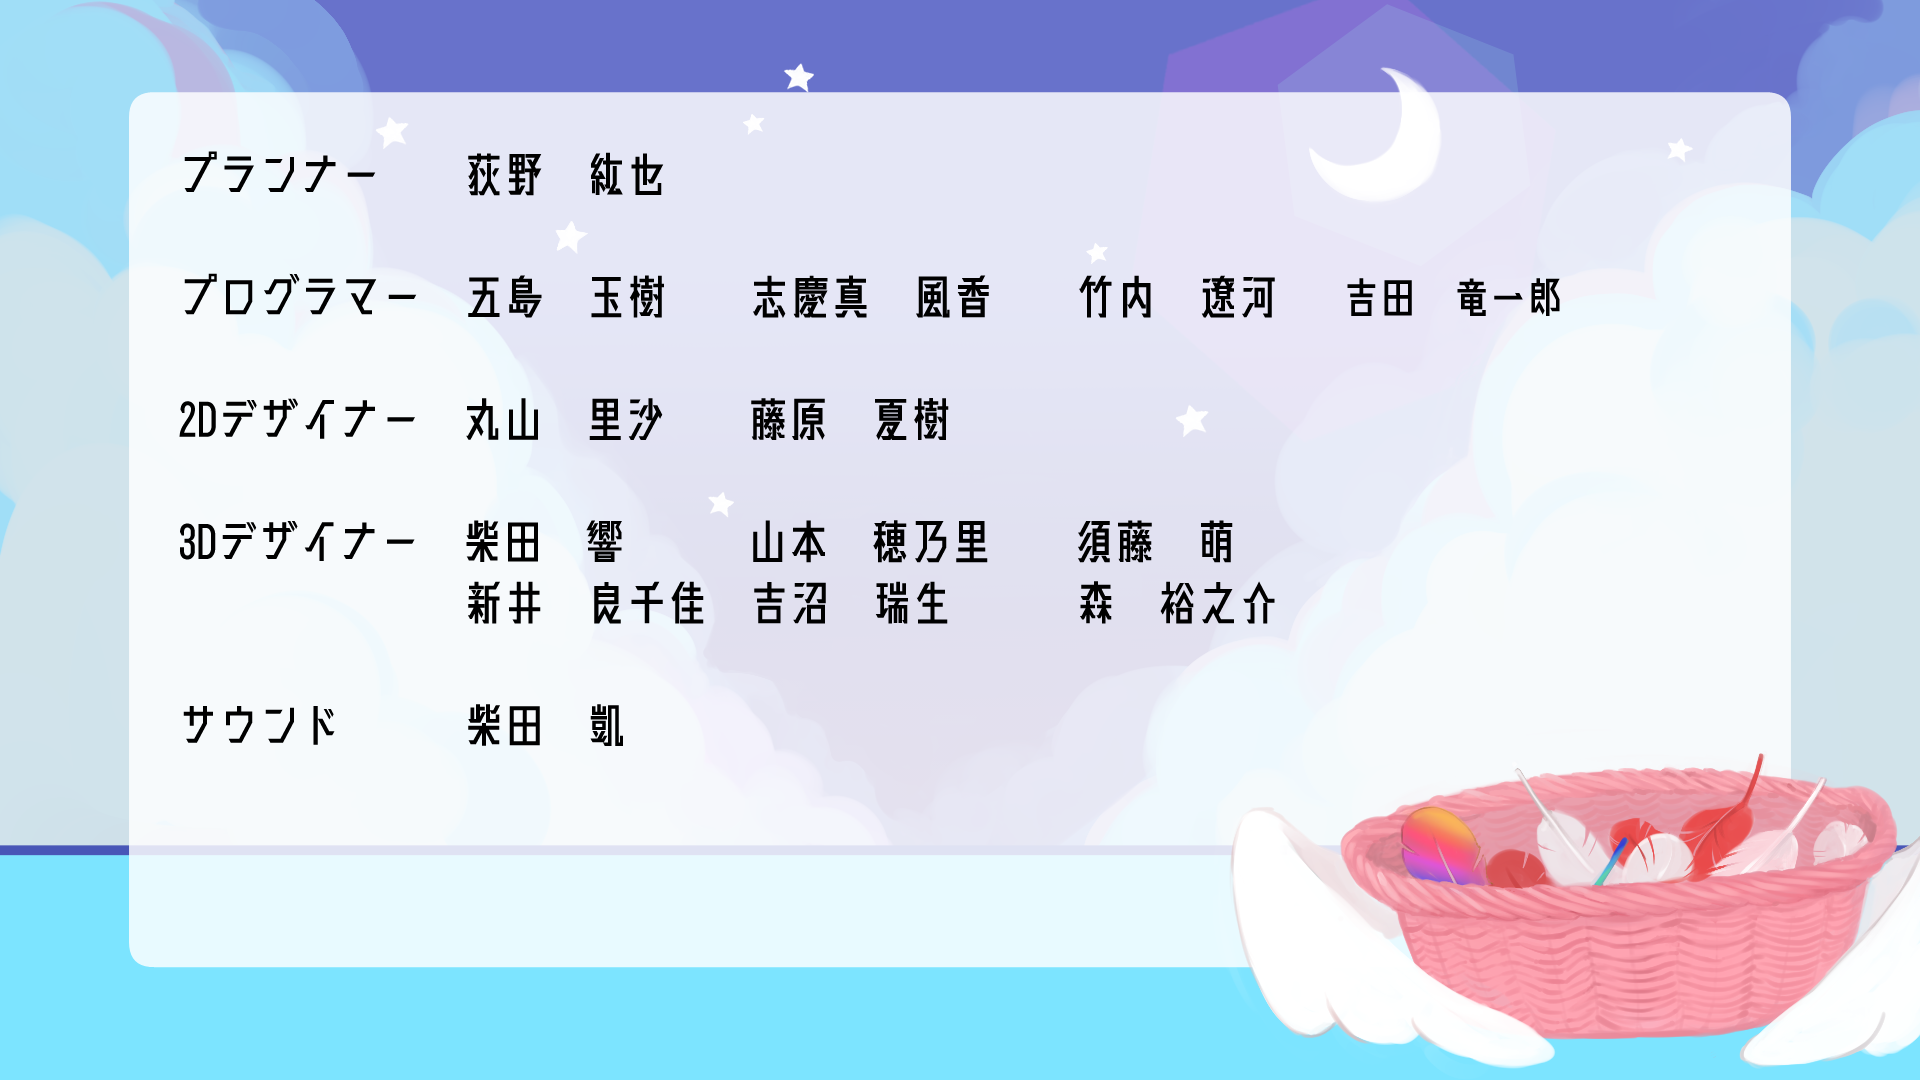 プランナー　荻野　紘也
プログラマー　五島　玉樹　志慶真　風香　竹内　遼河　吉田　竜一郎
2Dデザイナー　丸山　里沙　藤原　夏樹
3Dデザイナー　柴田　響　山本　穂乃里　須藤　萌
新井　良千佳　吉沼　瑞生　森　裕之介
サウンド　柴田　凱